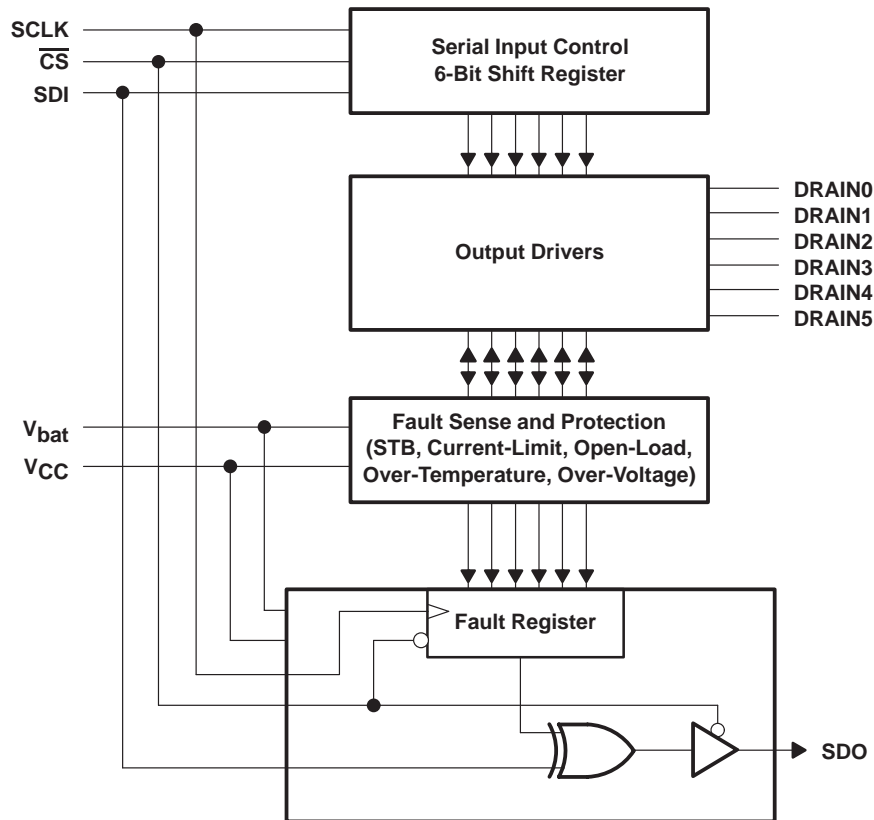 SCLK
CS
SDI
Serial Input Control
6-Bit Shift Register
Output Drivers
DRAIN0
DRAIN1
DRAIN2
DRAIN3
DRAIN4
DRAIN5
Vbat
VCC
Fault Sense and Protection
(STB, Current-Limit, Open-Load,
Over-Temperature, Over-Voltage)
Fault Register
SDO